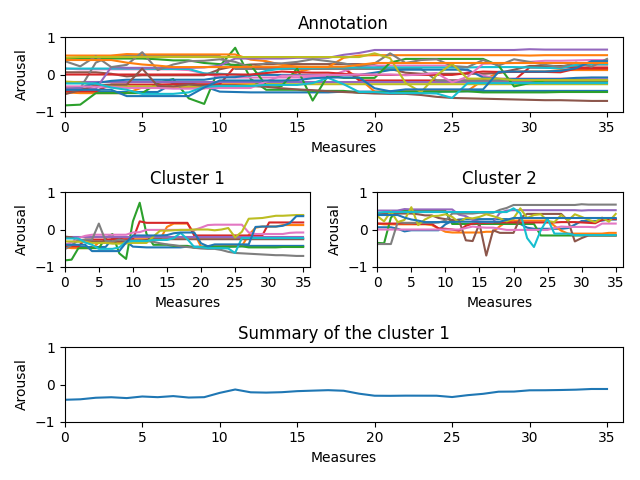 Annotation
Arousal
1
0
−1
0 5 10 15 20 25 30 35
Measures
Cluster 1
Arousal
1
0
−1
0 5 10 15 20 25 30 35
Measures
Cluster 2
Arousal
1
0
−1
0 5 10 15 20 25 30 35
Measures
Summary of the cluster 1
Arousal
1
0
−1
0 5 10 15 20 25 30 35
Measures